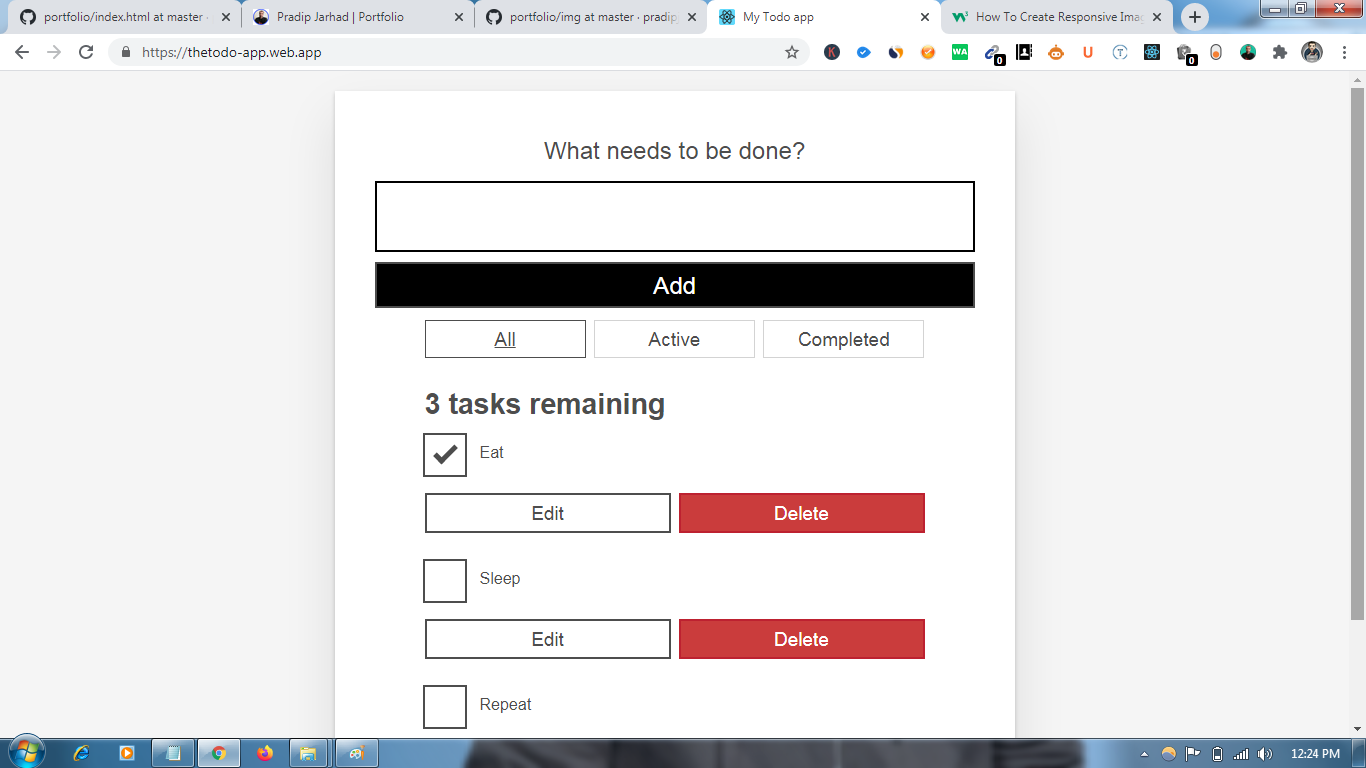 portfolio/index.html at master ·
Pradip Jarhad | Portfolio
portfolio/img at master · pradip
My Todo app
How To Create Responsive Imag
https://thetodo-app.web.app
What needs to be done?
Add
All Active Completed
3 tasks remaining
Eat
Edit Delete
Sleep
Edit Delete
Repeat
12:24 PM